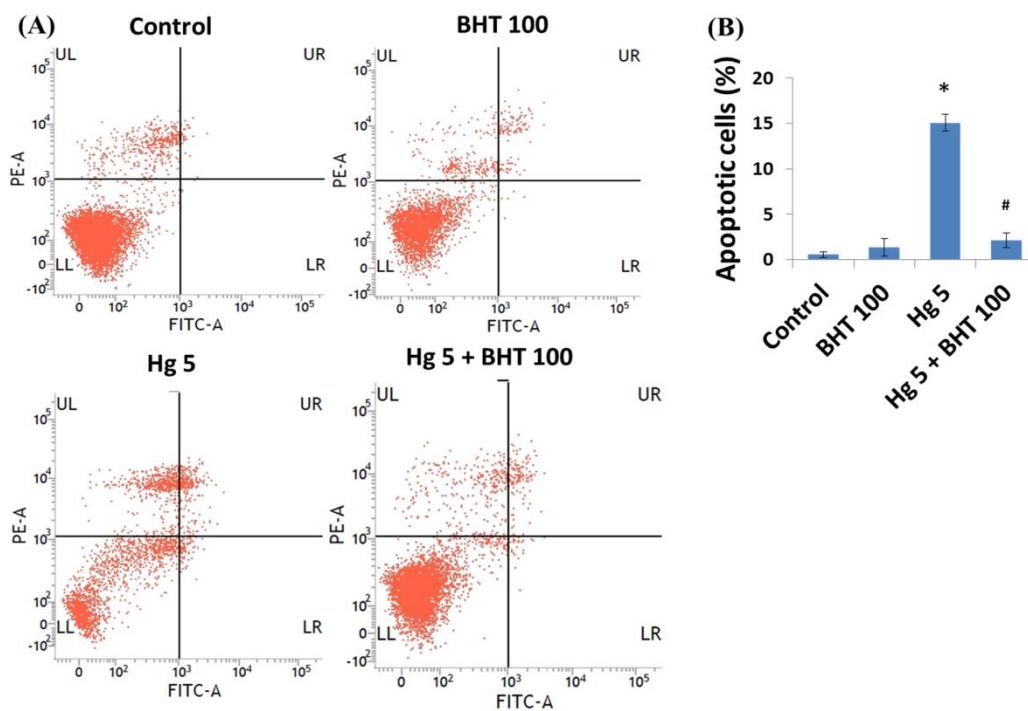 (A)
Control
UL
UR
10⁵
10⁴
10³
10²
0
-10²
PE-A
LL
LR
0
10²
10³
10⁴
10⁵
FITC-A
BHT 100
UL
UR
10⁵
10⁴
10³
10²
0
-10²
PE-A
LL
LR
0
10²
10³
10⁴
10⁵
FITC-A
Hg 5
UL
UR
10⁵
10⁴
10³
10²
0
-10²
PE-A
LL
LR
0
10²
10³
10⁴
10⁵
FITC-A
Hg 5 + BHT 100
UL
UR
10⁵
10⁴
10³
10²
0
-10²
PE-A
LL
LR
0
10²
10³
10⁴
10⁵
FITC-A
(B)
Apoptotic cells (%)
20
15
10
5
0
*
#
Control
BHT 100
Hg 5
Hg 5 + BHT 100